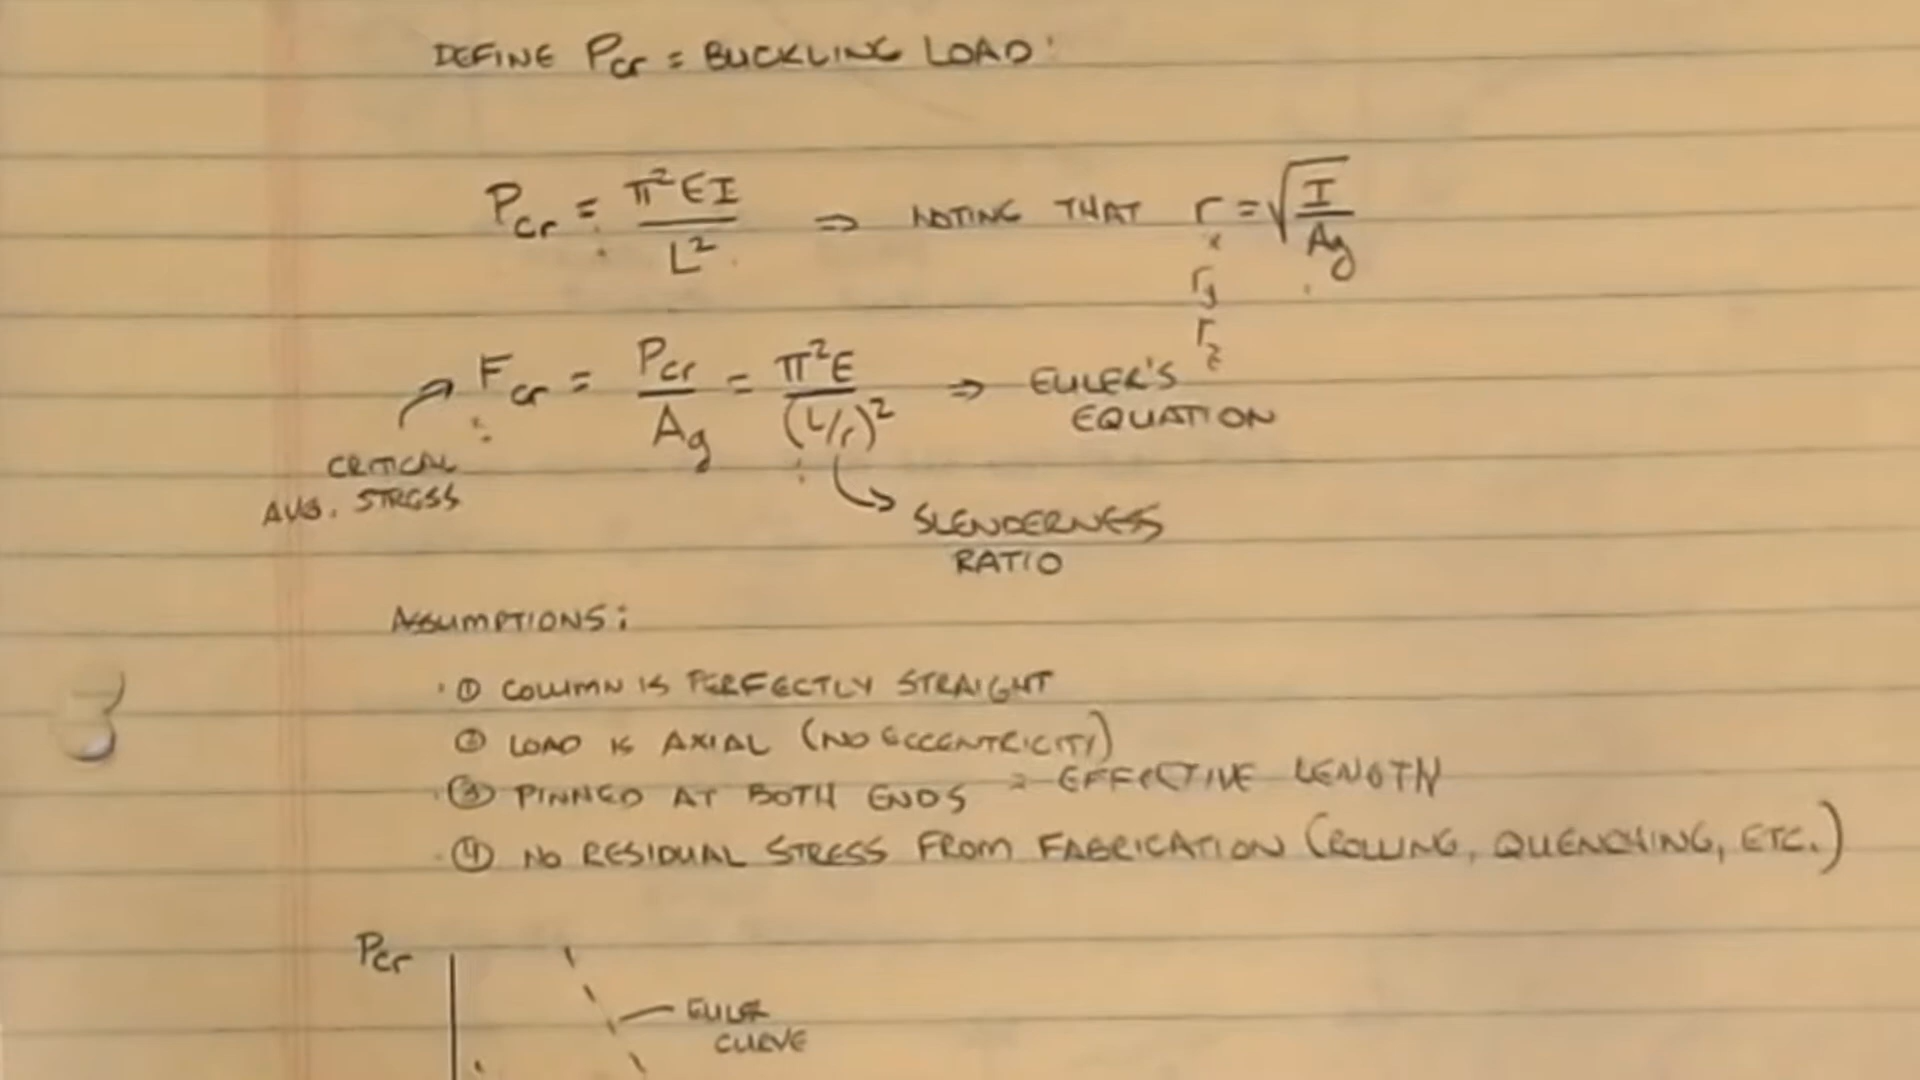 DEFINE Pcr = BUCKLING LOAD
Pcr = π²EI / L² ⇒ NOTING THAT r = √(I / Ag)
rx
ry
rz
Fcr = Pcr / Ag = π²E / (L/r)² ⇒ EULER'S EQUATION
CRITICAL
AVG. STRESS
SLENDERNESS
RATIO
ASSUMPTIONS:
① COLUMN IS PERFECTLY STRAIGHT
② LOAD IS AXIAL (NO ECCENTRICITY)
③ PINNED AT BOTH ENDS = EFFECTIVE LENGTH
④ NO RESIDUAL STRESS FROM FABRICATION (ROLLING, QUENCHING, ETC.)
Pcr
EULER
CURVE
3